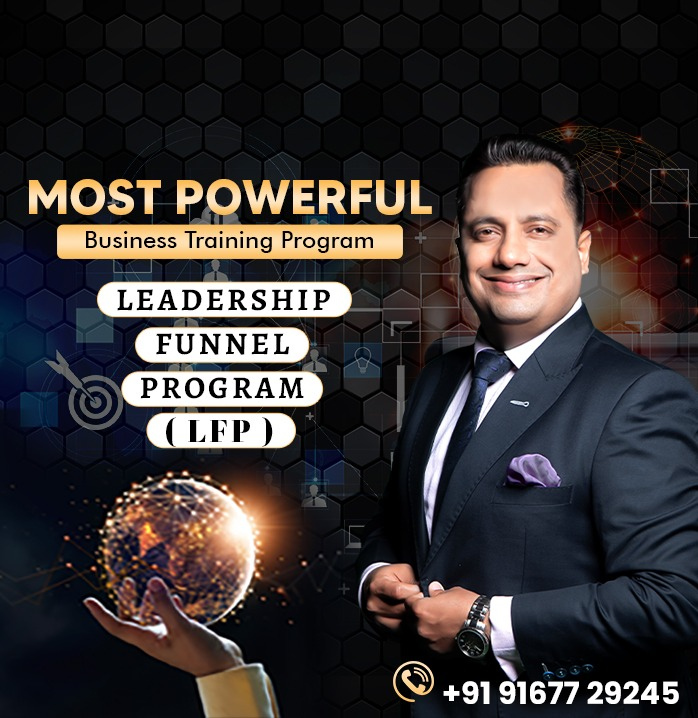 MOST POWERFUL
Business Training Program
LEADERSHIP
FUNNEL
PROGRAM
( LFP )
+91 91677 29245